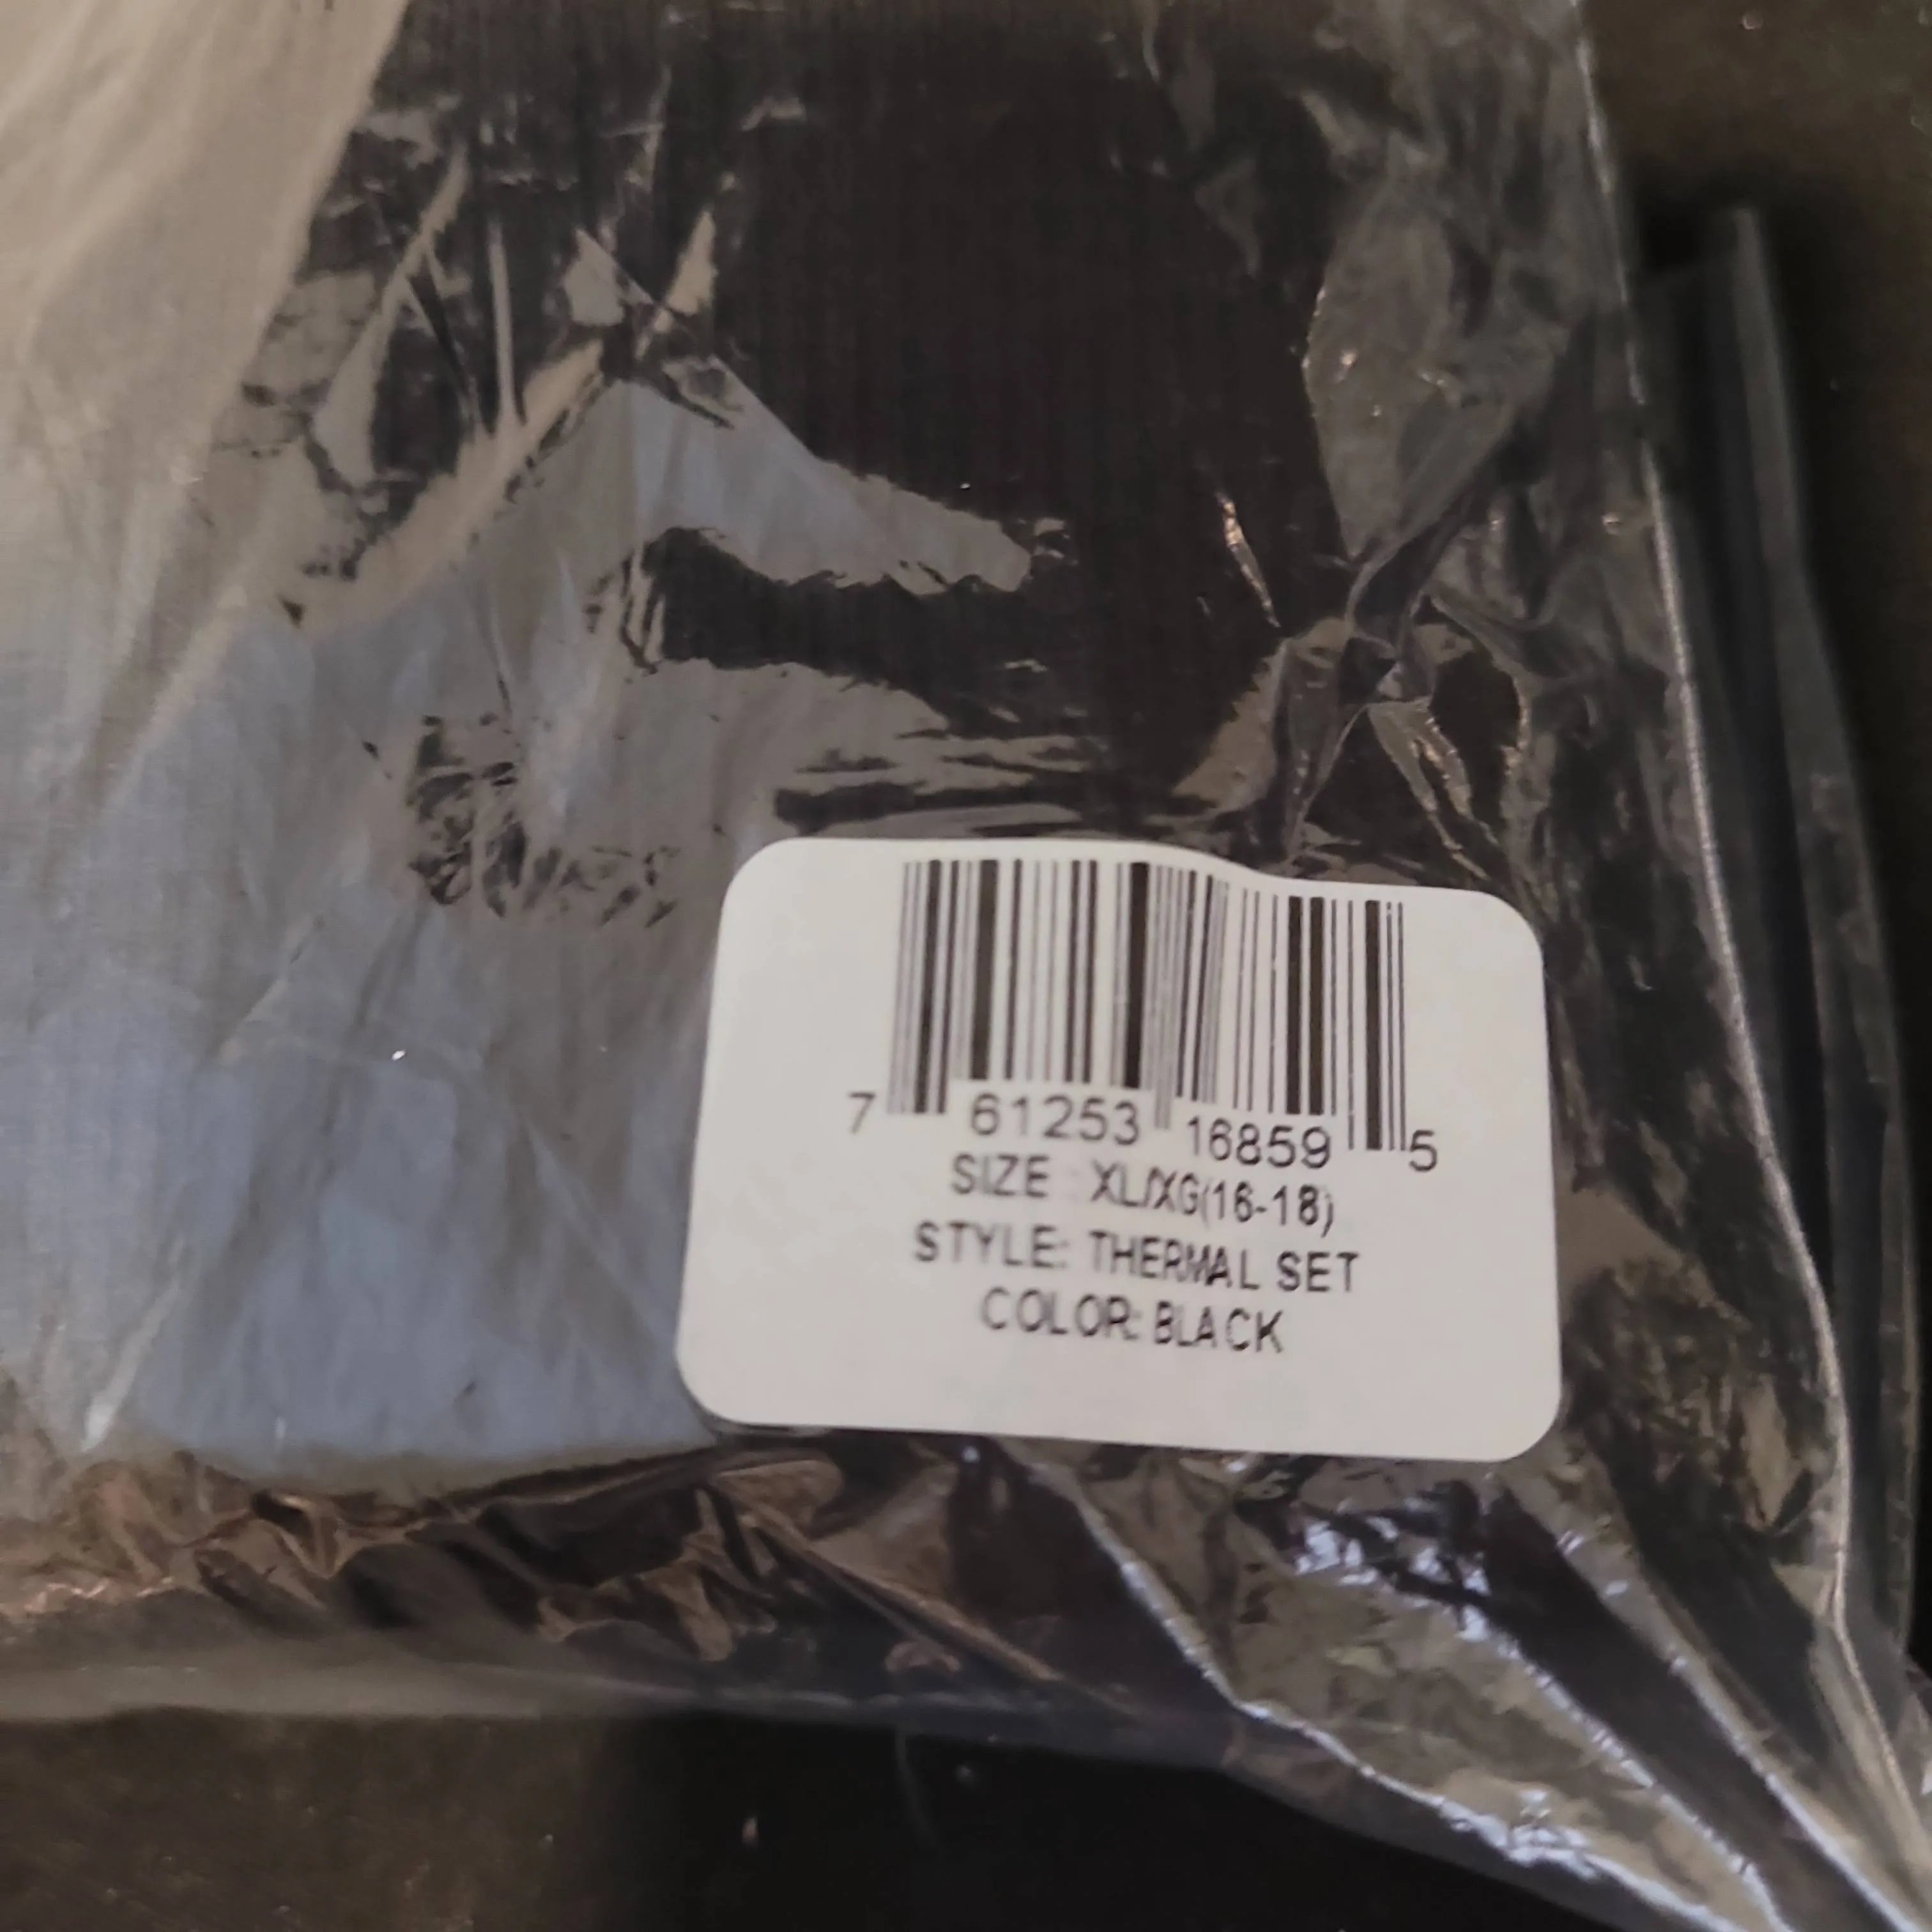 7 61253 16859 5
SIZE : XL/XG(16-18)
STYLE: THERMAL SET
COLOR: BLACK